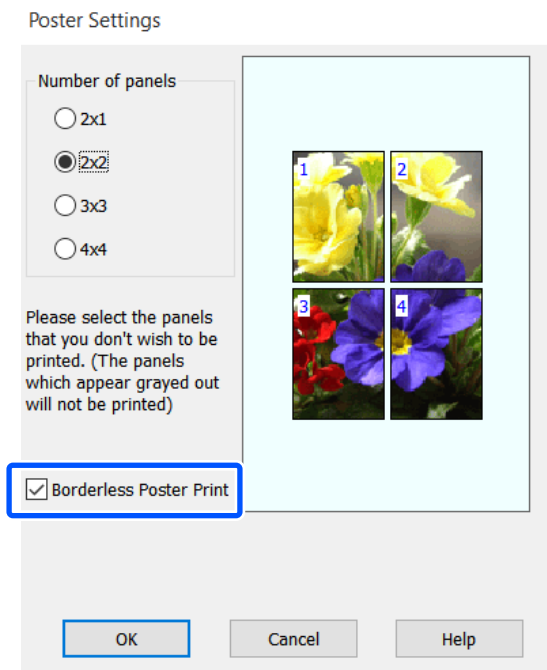 Poster Settings
Number of panels
2x1
2x2
3x3
4x4
1
2
3
4
Please select the panels
that you don't wish to be
printed. (The panels
which appear grayed out
will not be printed)
Borderless Poster Print
OK
Cancel
Help